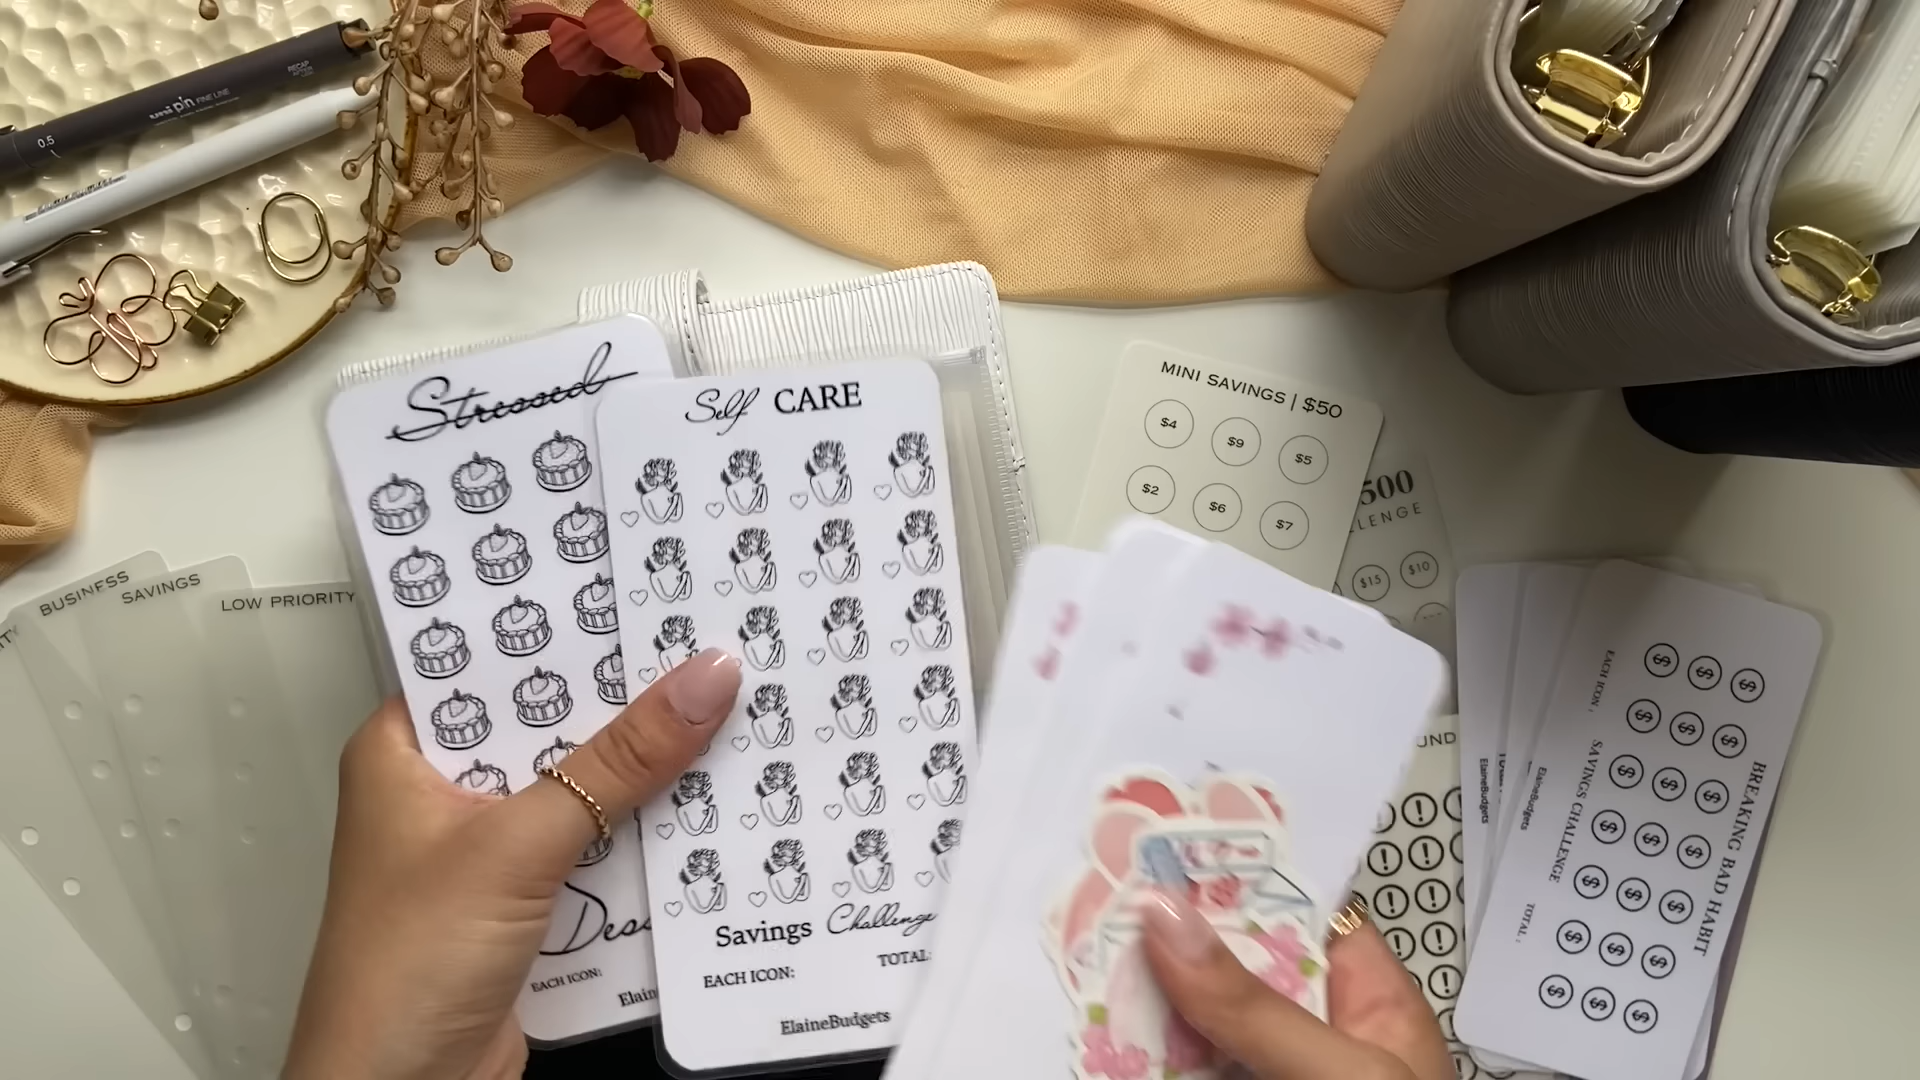 uni pin FINE LINE
0.5
BUSINESS
SAVINGS
LOW PRIORITY
Stressed
Dess
EACH ICON:
Elain
Self CARE
Savings Challenge
EACH ICON:
TOTAL:
ElaineBudgets
MINI SAVINGS | $50
$4
$9
$5
$2
$6
$7
500
LLENGE
$15
$10
UND
ElaineBudgets
ElaineBudgets
BREAKING BAD HABIT
SAVINGS CHALLENGE
EACH ICON :
TOTAL :